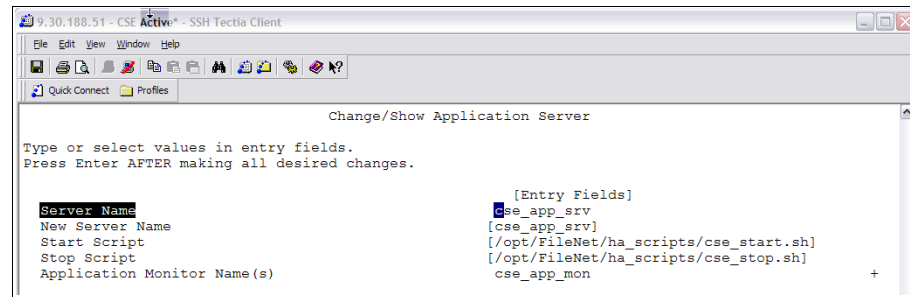 9.30.188.51 - CSE Active* - SSH Tectia Client
File Edit View Window Help
Quick Connect Profiles
Change/Show Application Server
Type or select values in entry fields.
Press Enter AFTER making all desired changes.
[Entry Fields]
Server Name cse_app_srv
New Server Name [cse_app_srv]
Start Script [/opt/FileNet/ha_scripts/cse_start.sh]
Stop Script [/opt/FileNet/ha_scripts/cse_stop.sh]
Application Monitor Name(s) cse_app_mon +